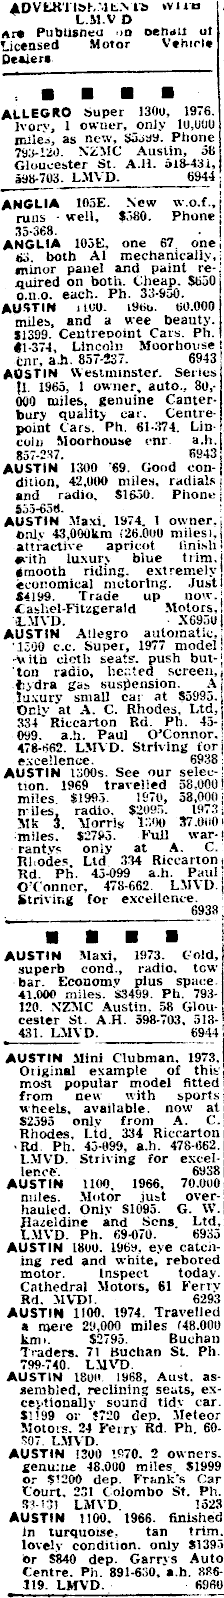 ADVERTISEMENTS WITH
L.M.V D
Are Published on behalf of
Licensed Motor Vehicle
Dealers
ALLEGRO Super 1300, 1976.
Ivory, 1 owner, only 10,000
miles, as new, $5399. Phone
793-120. NZMC Austin, 58
Gloucester St. A.H. 518-431,
598-703. LMVD. 6944
ANGLIA 105E. New w.o.f.,
runs well, $580. Phone
35-368.
ANGLIA 105E, one 67 one
63. both A1 mechanically,
minor panel and paint re-
quired on both. Cheap. $650
o.n.o. each. Ph. 33-950.
AUSTIN 1100. 1966. 60.000
miles, and a wee beauty.
$1399. Centrepoint Cars. Ph.
61-374, Lincoln Moorhouse
cnr, a.h. 857-237. 6943
AUSTIN Westminster. Series
II. 1965, 1 owner, auto., 80,
000 miles, genuine Canter-
bury quality car. Centre-
point Cars. Ph. 61-374, Lin-
coln Moorhouse cnr. a.h.
857-237. 6943
AUSTIN 1300 '69. Good con-
dition, 42,000 miles, radials
and radio, $1650. Phone
555-656.
AUSTIN Maxi, 1974, 1 owner,
only 43,000km (26.000 miles),
attractive apricot finish
with luxury blue trim,
smooth riding, extremely
economical motoring. Just
$4199. Trade up now.
Cashel-Fitzgerald Motors,
LMVD. X6950
AUSTIN Allegro automatic,
1500 c.c. Super, 1977 model
with cloth seats, push but-
ton radio, heated screen,
hydra gas suspension. A
luxury small car at $5995.
Only at A. C. Rhodes, Ltd,
334 Riccarton Rd. Ph. 45-
099. a.h. Paul O'Connor,
478-662. LMVD. Striving for
excellence. 6938
AUSTIN 1300s. See our selec-
tion. 1969 travelled 58,000
miles. $1995. 1970, 58,000
miles, radio. $2095. 1973
Mk 3, Morris 1300 37.000
miles. $2795. Full war-
rantys only at A. C.
Rhodes, Ltd 334 Riccarton
Rd. Ph. 45-099 a.h. Paul
O'Conner, 478-662. LMVD.
Striving for excellence.
6938
AUSTIN Maxi, 1973. Gold,
superb cond., radio, tow
bar. Economy plus space.
41.000 miles. $3499. Ph. 793-
120. NZMC Austin, 58 Glou-
cester St. A.H. 598-703, 518-
431. LMVD. 6944
AUSTIN Mini Clubman, 1973,
Original example of this
most popular model fitted
from new with sports
wheels, available. now at
$2595 only from A. C.
Rhodes, Ltd, 334 Riccarton
Rd. Ph. 45-099, a.h. 478-662.
LMVD. Striving for excel-
lence. 6938
AUSTIN 1100, 1966, 70.000
miles. Motor just over-
hauled. Only $1095. G. W.
Hazeldine and Sens. Ltd,
LMVD. Ph. 69-070. 6935
AUSTIN 1800. 1969, eye catch-
ing red and white, rebored
motor. Inspect today.
Cathedral Motors, 61 Ferry
Rd. MVDI. 6293
AUSTIN 1100. 1974. Travelled
a mere 29,000 miles (48.000
km). $2795. Buchan
Traders. 71 Buchan St. Ph.
799-740. LMVD.
AUSTIN 1800. 1968, Aust. as-
sembled, reclining seats, ex-
ceptionally sound tidy car.
$1199 or $720 dep. Meteor
Motors. 24 Ferry Rd. Ph, 60-
807. LMVD.
AUSTIN 1300 1970. 2 owners.
genuine 48.000 miles $1999
or $1200 dep. Frank's Car
Court, 231 Colombo St. Ph.
33-131 LMVD. 1523
AUSTIN 1100. 1966. finished
in turquoise, tan trim,
lovely condition. only $1395
or $840 dep. Garrys Auto
Centre. Ph. 891-630, a.h. 886-
119. LMVD. 6960